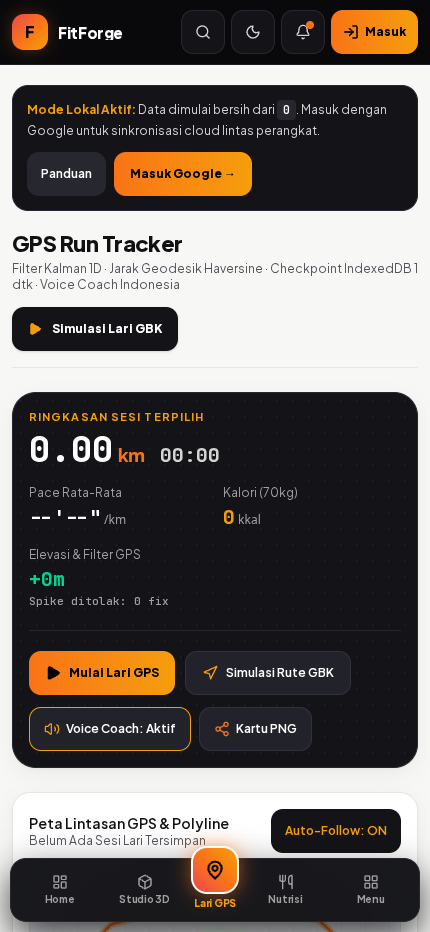 F FitForge Masuk
Mode Lokal Aktif: Data dimulai bersih dari 0. Masuk dengan
Google untuk sinkronisasi cloud lintas perangkat.
Panduan Masuk Google →
GPS Run Tracker
Filter Kalman 1D · Jarak Geodesik Haversine · Checkpoint IndexedDB 1
dtk · Voice Coach Indonesia
Simulasi Lari GBK
RINGKASAN SESI TERPILIH
0.00 km 00:00
Pace Rata-Rata Kalori (70kg)
--'--" /km 0 kkal
Elevasi & Filter GPS
+0m
Spike ditolak: 0 fix
Mulai Lari GPS Simulasi Rute GBK
Voice Coach: Aktif Kartu PNG
Peta Lintasan GPS & Polyline
Belum Ada Sesi Lari Tersimpan
Auto-Follow: ON
Home Studio 3D Lari GPS Nutrisi Menu